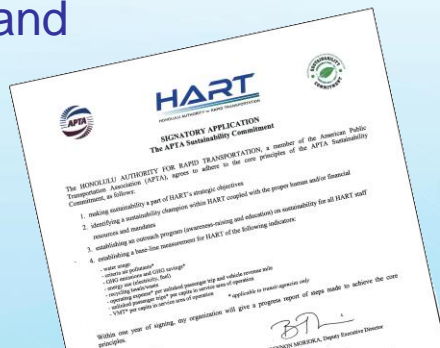 and
APTA
HART
HONOLULU AUTHORITY for RAPID TRANSPORTATION
SUSTAINABILITY COMMITMENT
SIGNATORY APPLICATION
The APTA Sustainability Commitment
The HONOLULU AUTHORITY FOR RAPID TRANSPORTATION, a member of the American Public
Transportation Association (APTA), agrees to adhere to the core principles of the APTA Sustainability
Commitment, as follows:
1. making sustainability a part of HART's strategic objectives
2. identifying a sustainability champion within HART coupled with the proper human and/or financial
resources and mandates
3. establishing an outreach program (awareness-raising and education) on sustainability for all HART staff
4. establishing a base-line measurement for HART of the following indicators:
- water usage
- criteria air pollutants*
- GHG emissions and GHG savings*
- energy use (electricity, fuel)
- recycling levels/waste
- operating expense* per unlinked passenger trip and vehicle revenue mile
- unlinked passenger trips* per capita in service area of operation
- VMT* per capita in service area of operation
*applicable to transit agencies only
Within one year of signing, my organization will give a progress report of steps made to achieve the core
principles.
MORIOKA, Deputy Executive Director